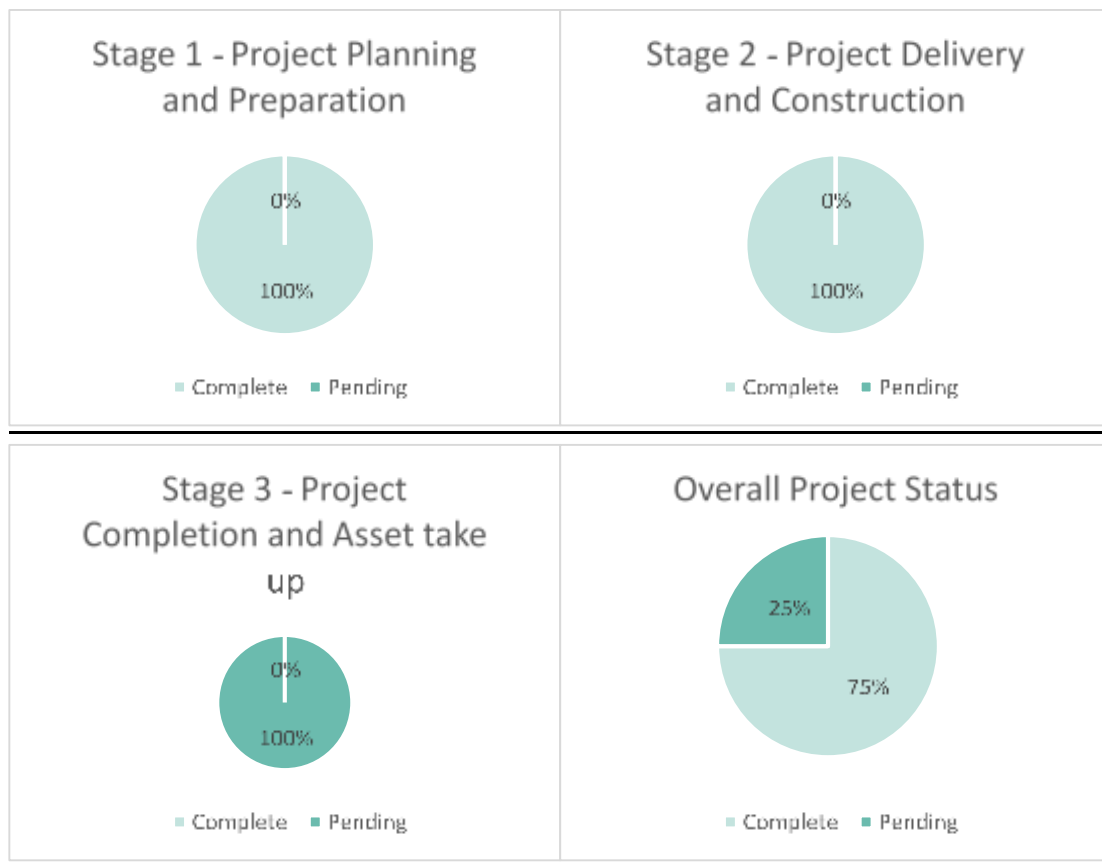 Stage 1 - Project Planning
and Preparation
0%
100%
Complete Pending
Stage 2 - Project Delivery
and Construction
0%
100%
Complete Pending
Stage 3 - Project
Completion and Asset take
up
0%
100%
Complete Pending
Overall Project Status
25%
75%
Complete Pending